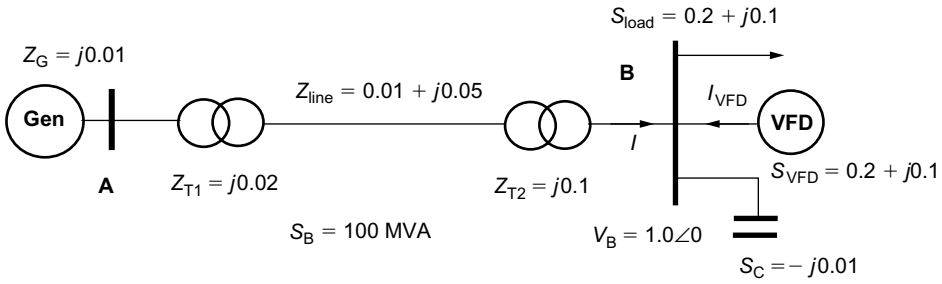 S_load = 0.2 + j0.1
Z_G = j0.01
B
Z_line = 0.01 + j0.05
I_VFD
Gen
VFD
I
A
Z_T1 = j0.02
Z_T2 = j0.1
S_VFD = 0.2 + j0.1
S_B = 100 MVA
V_B = 1.0∠0
S_C = − j0.01